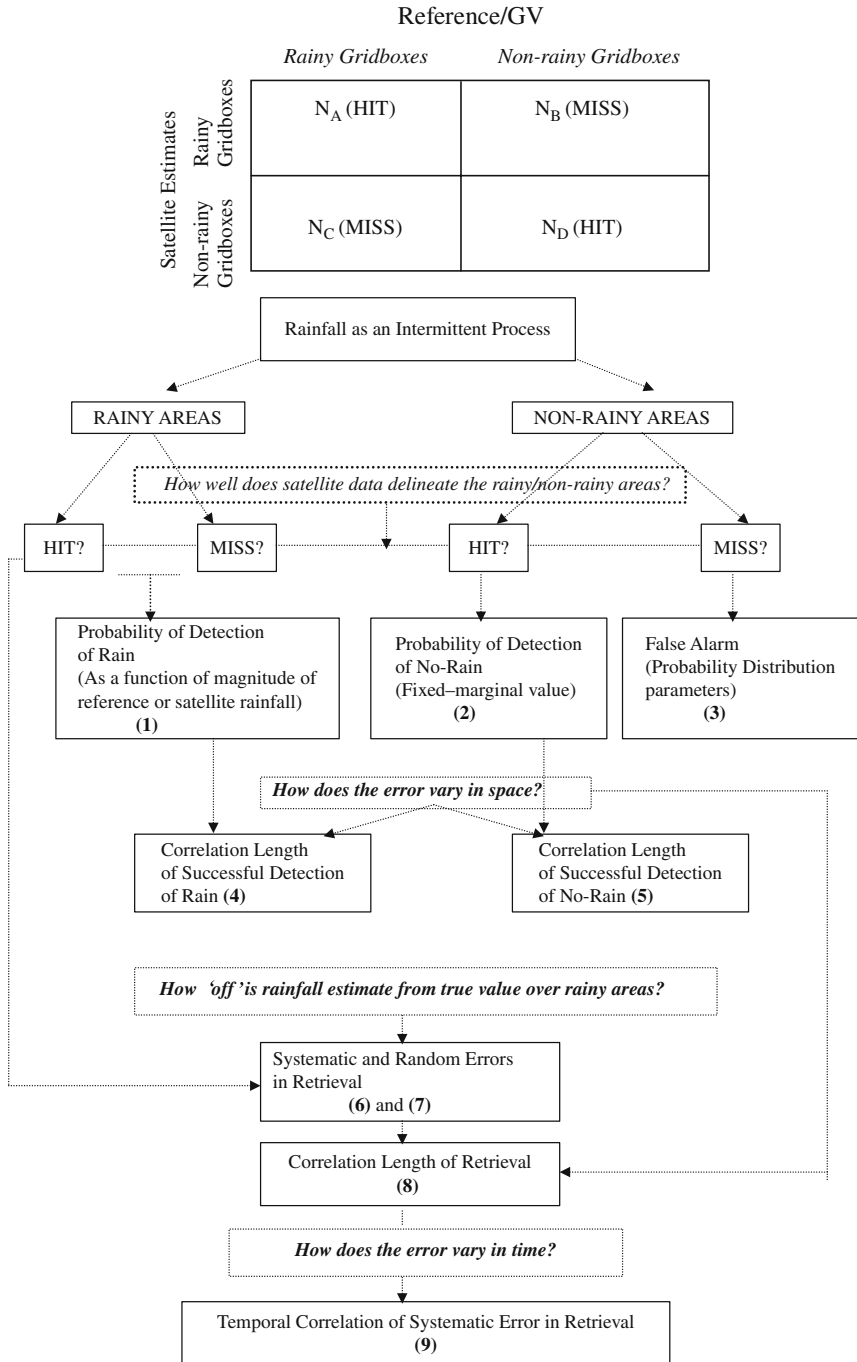 Reference/GV
Rainy Gridboxes
Non-rainy Gridboxes
Satellite Estimates
Rainy
Gridboxes
N_A (HIT)
N_B (MISS)
Non-rainy
Gridboxes
N_C (MISS)
N_D (HIT)
Rainfall as an Intermittent Process
RAINY AREAS
NON-RAINY AREAS
How well does satellite data delineate the rainy/non-rainy areas?
HIT?
MISS?
HIT?
MISS?
Probability of Detection
of Rain
(As a function of magnitude of
reference or satellite rainfall)
(1)
Probability of Detection
of No-Rain
(Fixed–marginal value)
(2)
False Alarm
(Probability Distribution
parameters)
(3)
How does the error vary in space?
Correlation Length
of Successful Detection
of Rain (4)
Correlation Length
of Successful Detection
of No-Rain (5)
How ‘off’ is rainfall estimate from true value over rainy areas?
Systematic and Random Errors
in Retrieval
(6) and (7)
Correlation Length of Retrieval
(8)
How does the error vary in time?
Temporal Correlation of Systematic Error in Retrieval
(9)